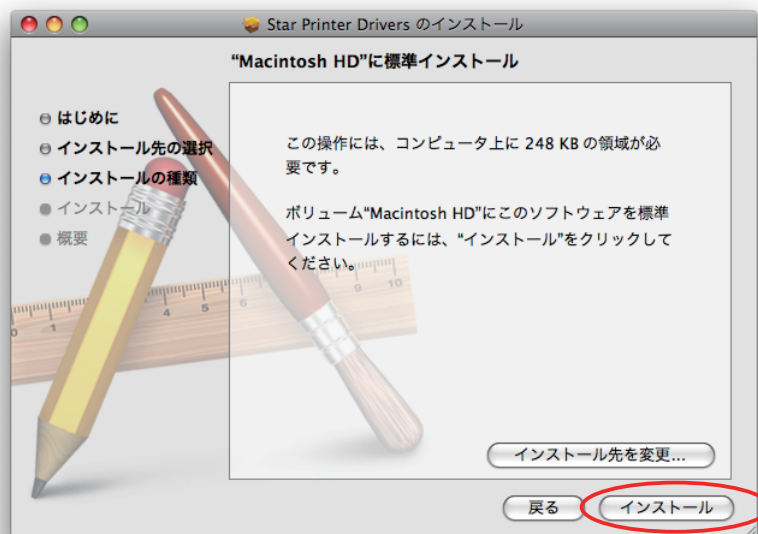 Star Printer Drivers のインストール
“Macintosh HD”に標準インストール
はじめに
インストール先の選択
インストールの種類
インストール
概要
この操作には、コンピュータ上に 248 KB の領域が必
要です。
ボリューム“Macintosh HD”にこのソフトウェアを標準
インストールするには、“インストール”をクリックして
ください。
0 1 4 5 6 9 10
インストール先を変更...
戻る
インストール